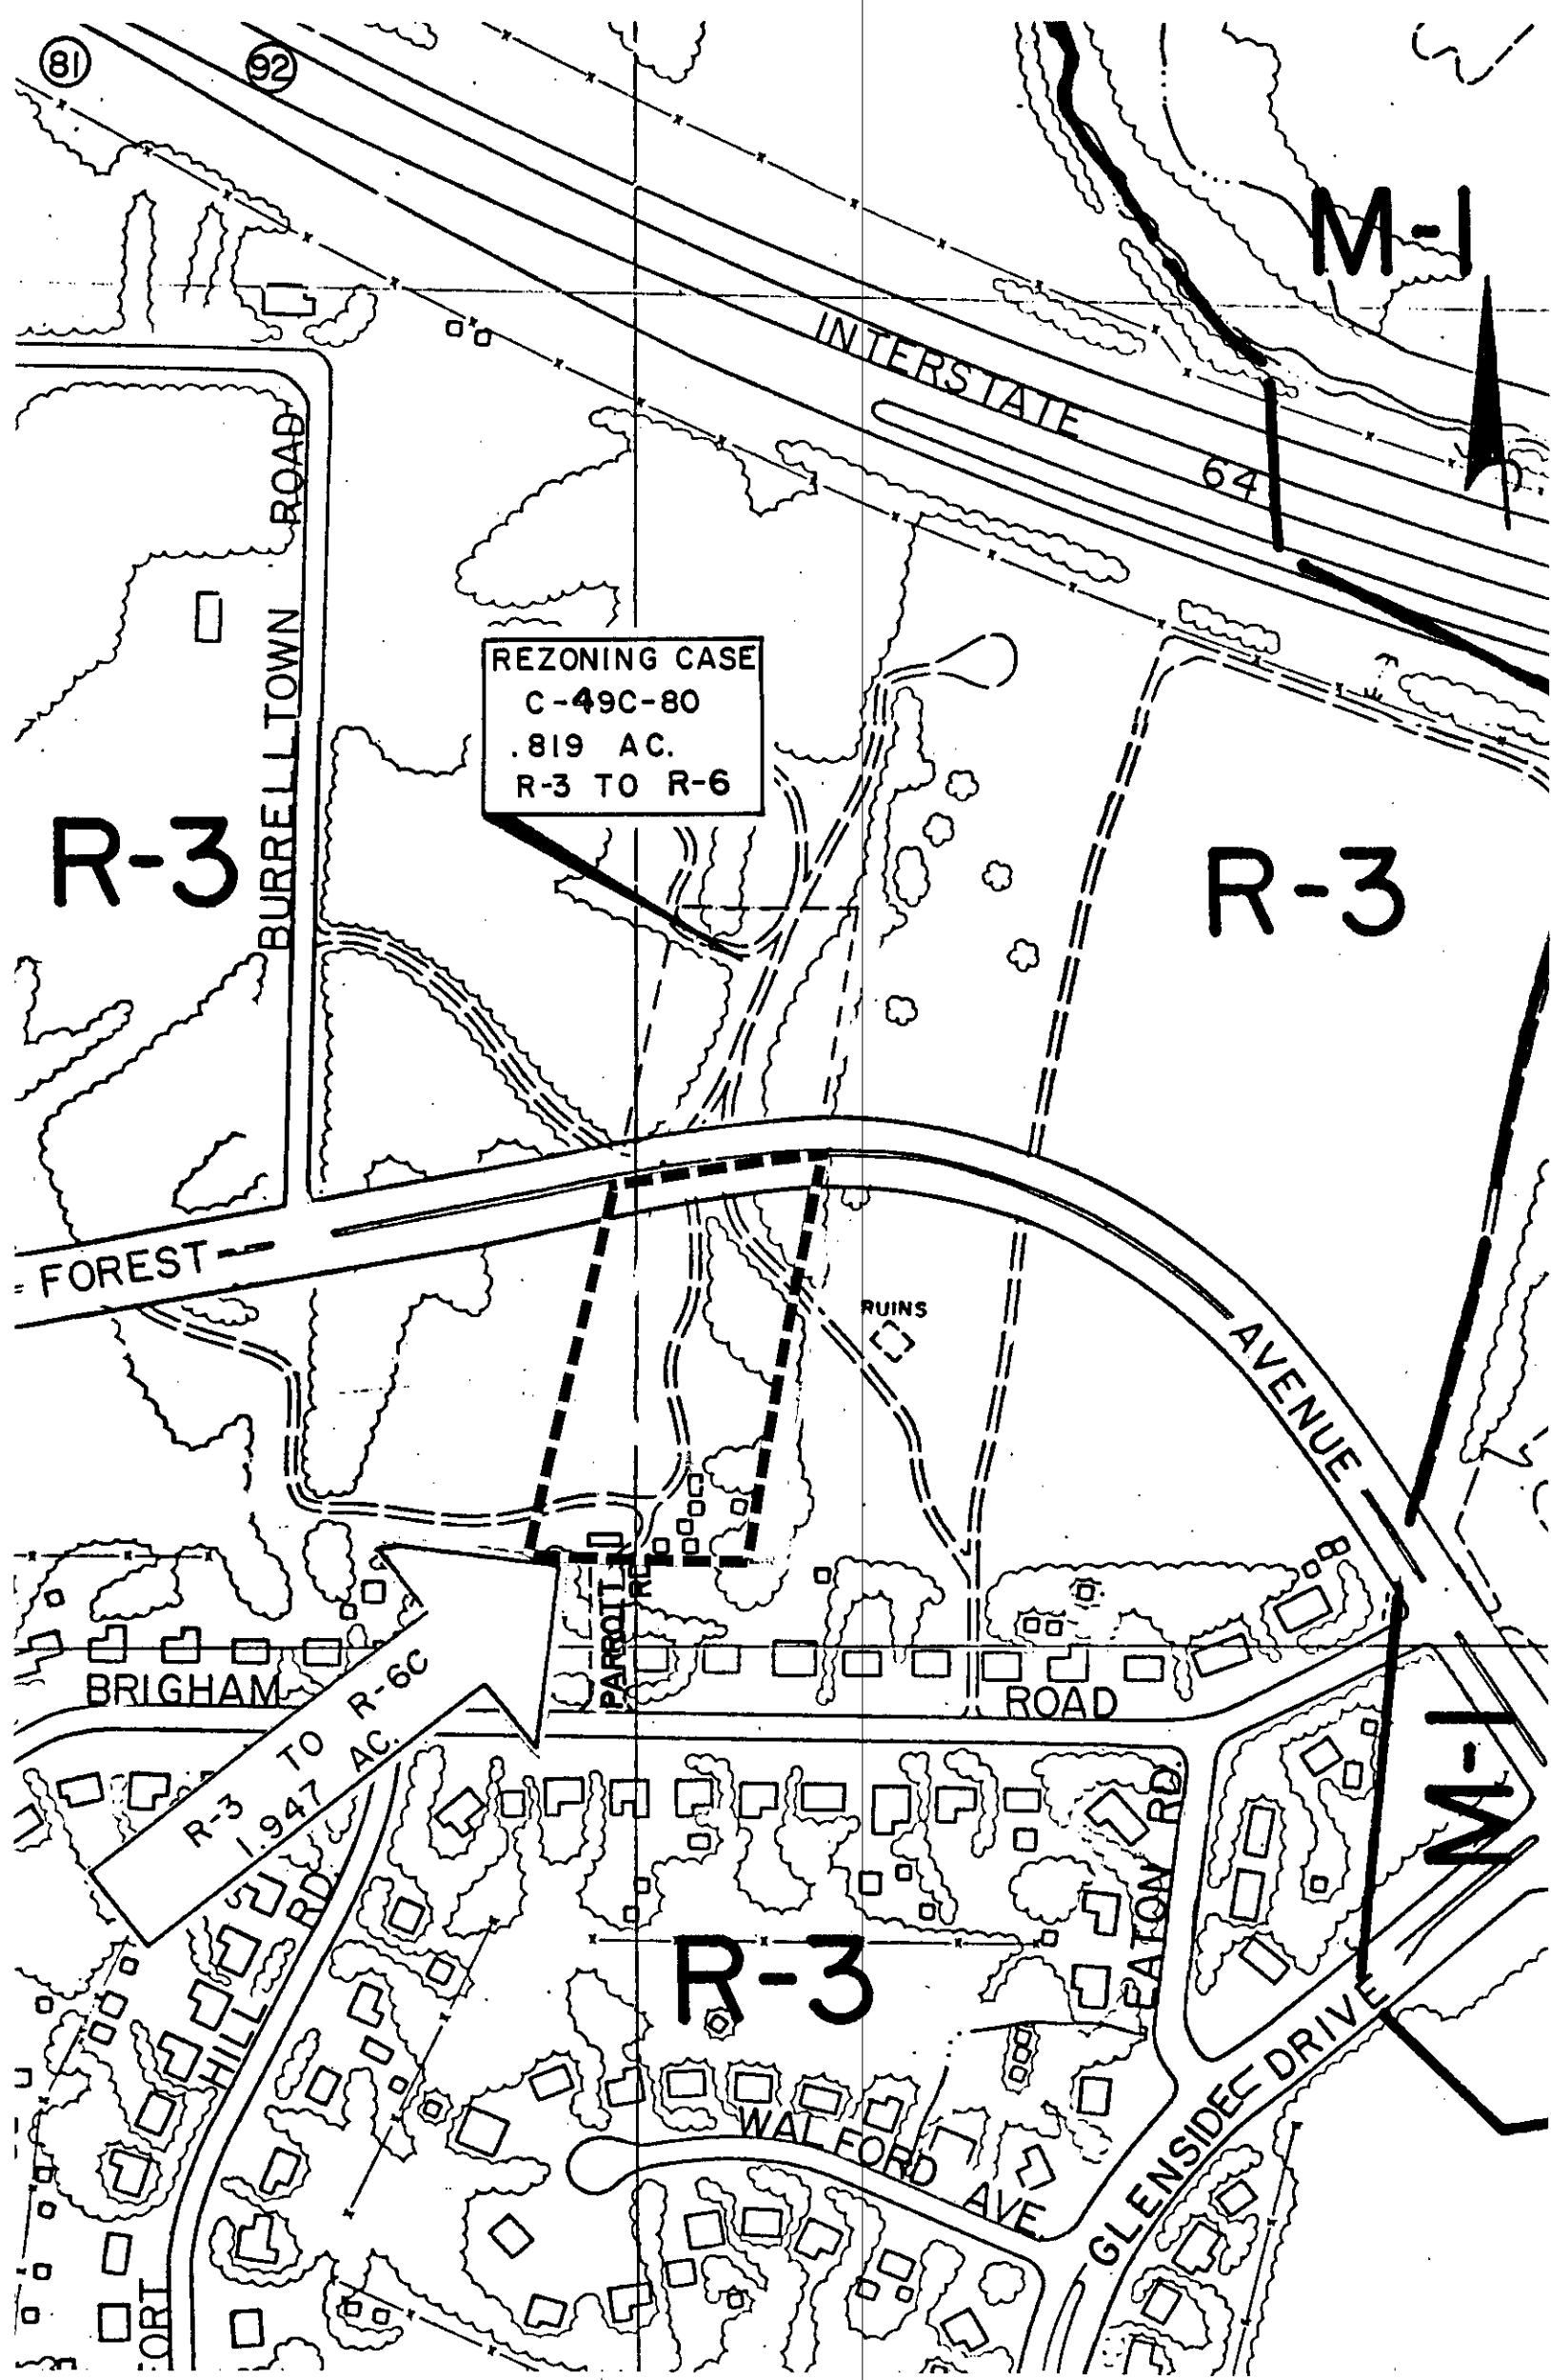 81
92
M-1
INTERSTATE
64
BURRELLTOWN ROAD
REZONING CASE
C-49C-80
.819 AC.
R-3 TO R-6
R-3
R-3
FOREST
AVENUE
RUINS
PARROTT
RD.
BRIGHAM
ROAD
R-3 TO R-6C
1.947 AC.
M-1
EATON RD.
R-3
HILL RD.
WALFORD AVE.
GLENSIDE DRIVE
FORT